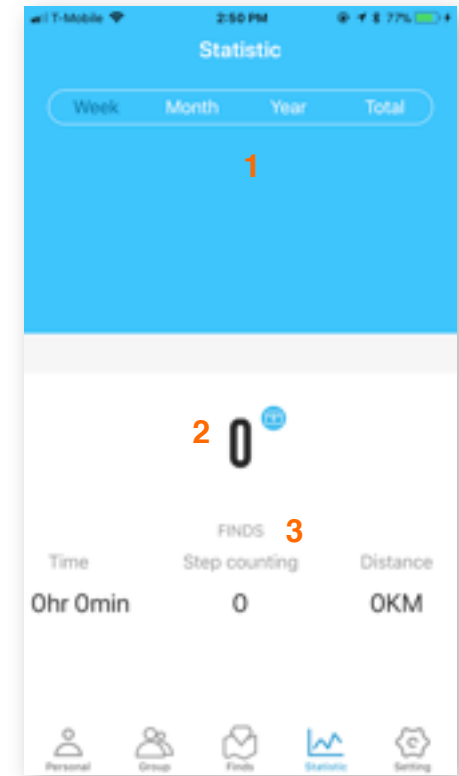 T-Mobile 2:50 PM 77%
Statistic
Week Month Year Total
1
2 0
FINDS 3
Time Step counting Distance
0hr 0min 0 0KM
Personal Group Finds Statistic Setting